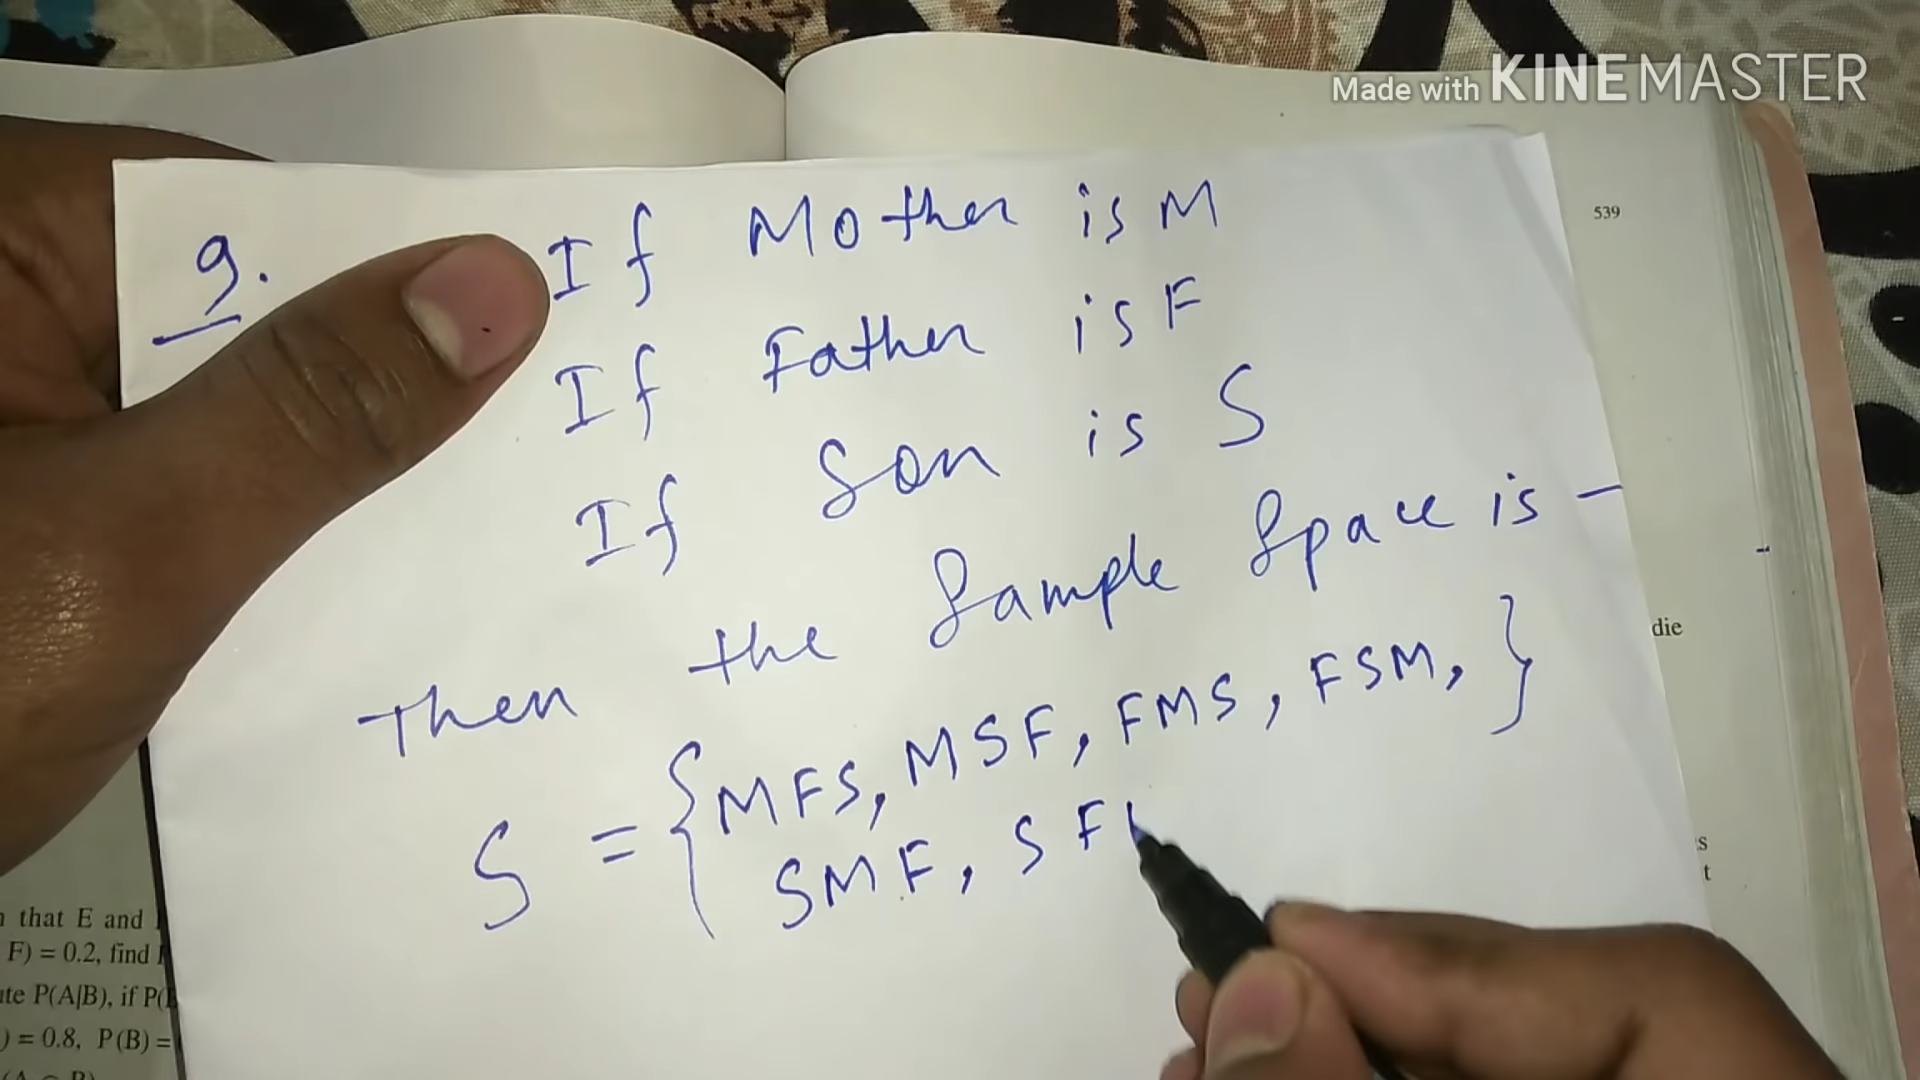 Made with KINEMASTER
539
9. If Mother is M
If Father is F
If Son is S
Then the Sample Space is -
S = { MFS, MSF, FMS, FSM, }
SMF, SF
die
s
t
that E and
F) = 0.2, find
P(A|B), if P(
) = 0.8, P(B) =